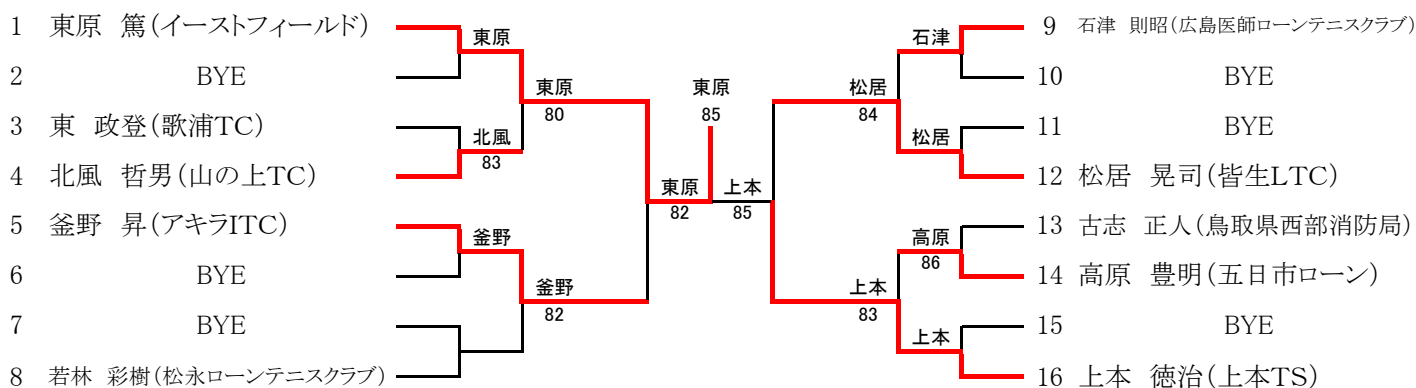 1 東原 篤(イーストフィールド)
2 BYE
3 東 政登(歌浦TC)
4 北風 哲男(山の上TC)
5 釜野 昇(アキラITC)
6 BYE
7 BYE
8 若林 彩樹(松永ローンテニスクラブ)
東原
北風
83
釜野
東原
80
釜野
82
東原
82
東原
85
上本
85
松居
84
上本
83
石津
松居
高原
86
上本
9 石津 則昭(広島医師ローンテニスクラブ)
10 BYE
11 BYE
12 松居 晃司(皆生LTC)
13 古志 正人(鳥取県西部消防局)
14 高原 豊明(五日市ローン)
15 BYE
16 上本 徳治(上本TS)